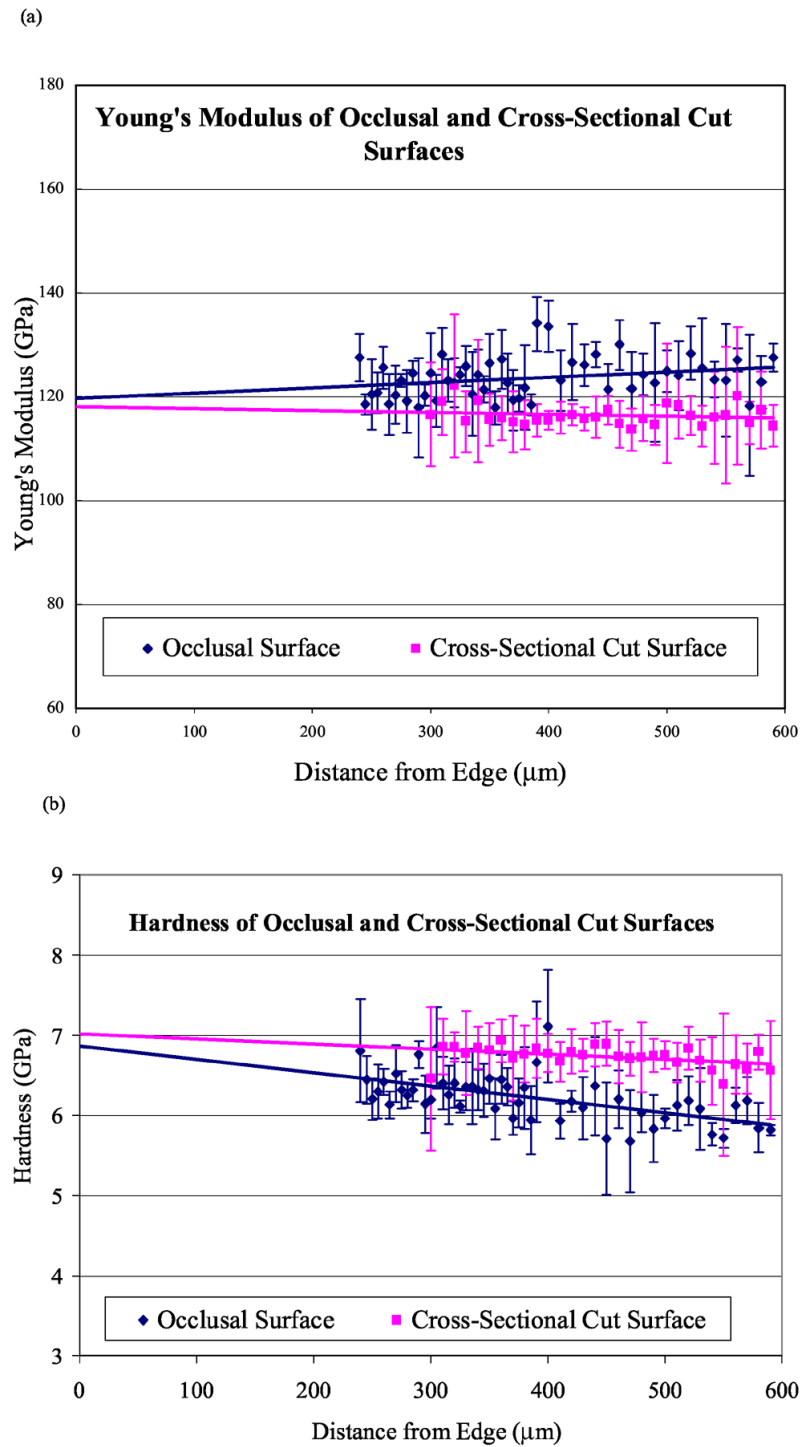 (a)
Young's Modulus of Occlusal and Cross-Sectional Cut
Surfaces
180
160
140
120
100
80
60
Young's Modulus (GPa)
Occlusal Surface
Cross-Sectional Cut Surface
0
100
200
300
400
500
600
Distance from Edge (μm)
(b)
Hardness of Occlusal and Cross-Sectional Cut Surfaces
9
8
7
6
5
4
3
Hardness (GPa)
Occlusal Surface
Cross-Sectional Cut Surface
0
100
200
300
400
500
600
Distance from Edge (μm)